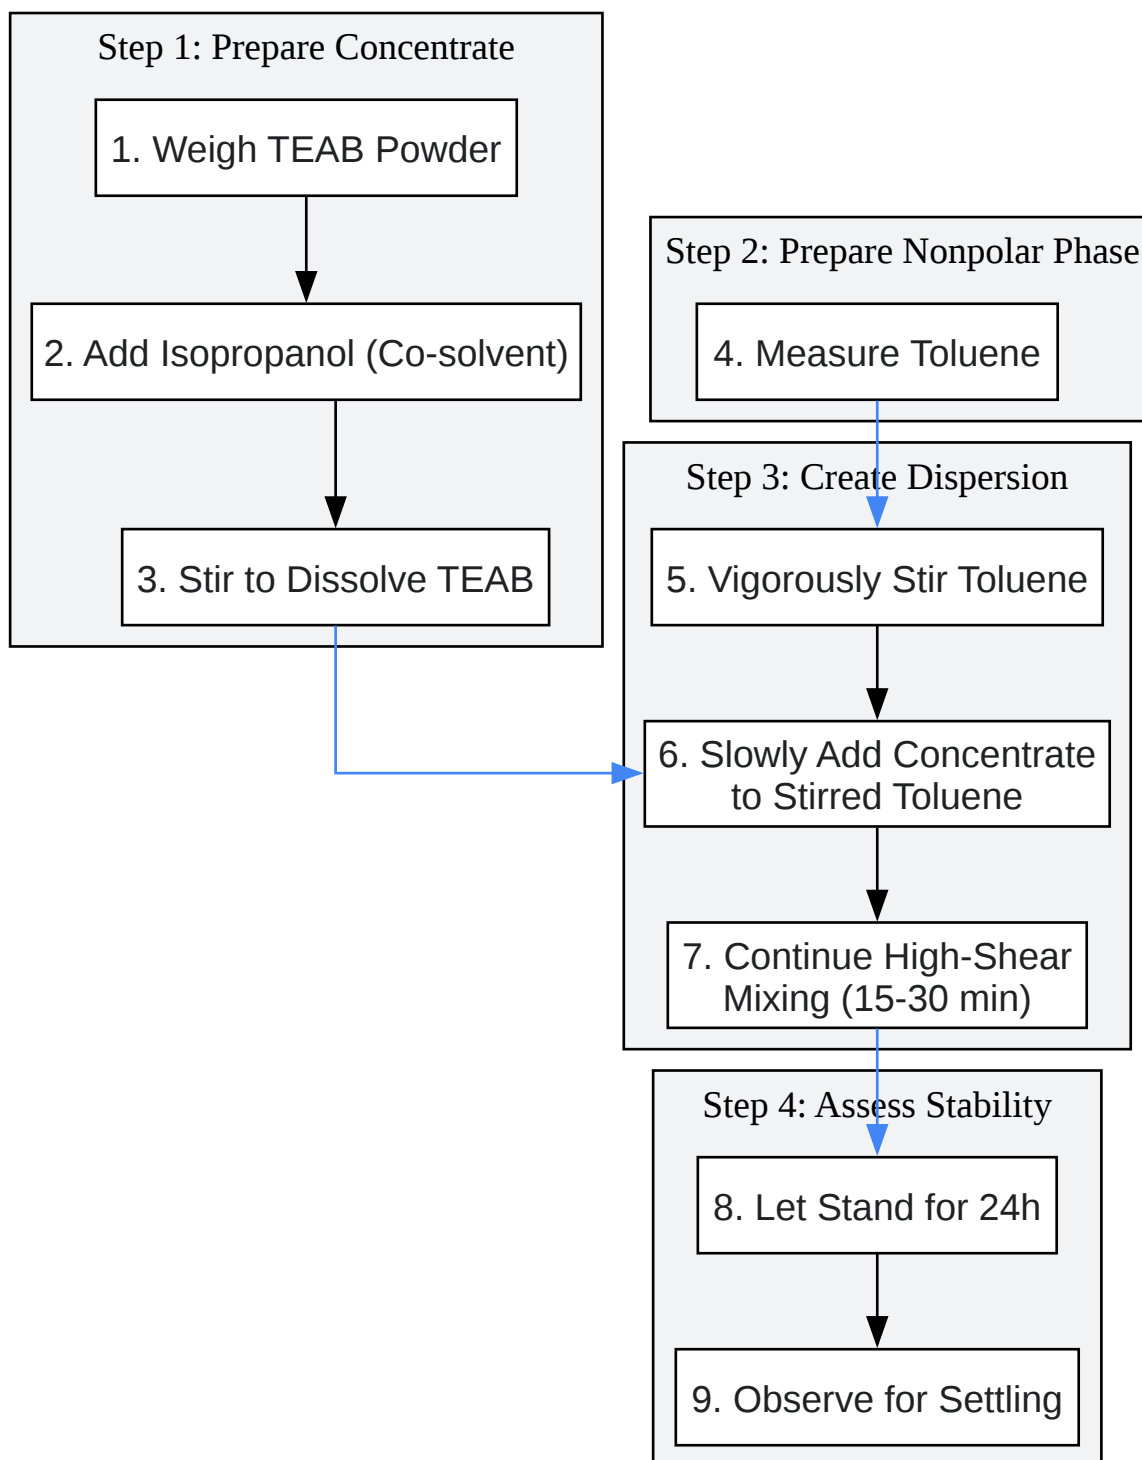 Step 1: Prepare Concentrate
1. Weigh TEAB Powder
2. Add Isopropanol (Co-solvent)
3. Stir to Dissolve TEAB
Step 2: Prepare Nonpolar Phase
4. Measure Toluene
Step 3: Create Dispersion
5. Vigorously Stir Toluene
6. Slowly Add Concentrate
to Stirred Toluene
7. Continue High-Shear
Mixing (15-30 min)
Step 4: Assess Stability
8. Let Stand for 24h
9. Observe for Settling